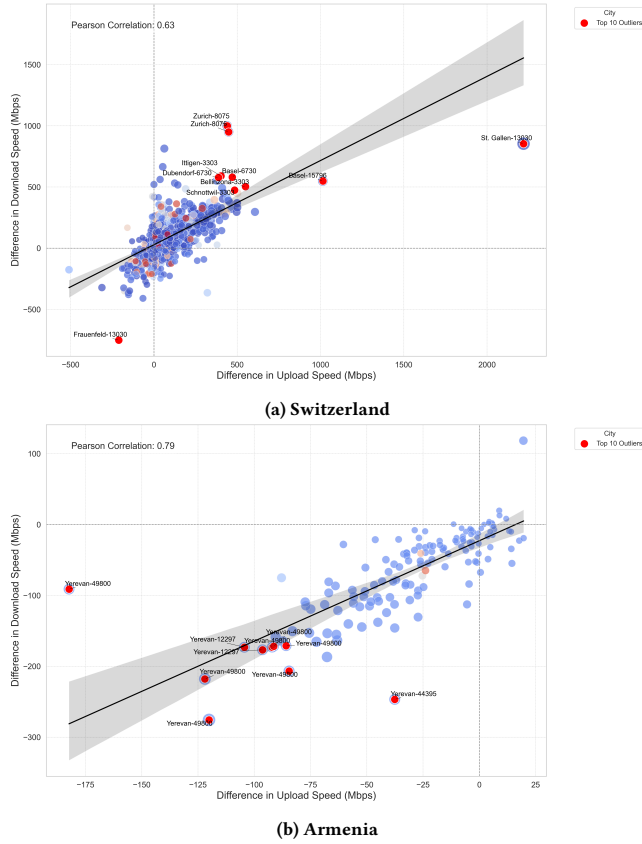 Pearson Correlation: 0.63
City
Top 10 Outliers
1500
1000
500
0
−500
Difference in Download Speed (Mbps)
Zurich-8075
Zurich-8075
St. Gallen-13030
Ittigen-3303
Dubendorf-6730
Basel-6730
Bellinzona-3303
Basel-15796
Schnottwil-3303
Frauenfeld-13030
−500
0
500
1000
1500
2000
Difference in Upload Speed (Mbps)
(a) Switzerland
Pearson Correlation: 0.79
City
Top 10 Outliers
100
0
−100
−200
−300
Difference in Download Speed (Mbps)
Yerevan-49800
Yerevan-12297
Yerevan-49800
Yerevan-49800
Yerevan-12297
Yerevan-49800
Yerevan-49800
Yerevan-49800
Yerevan-44395
Yerevan-49800
−175
−150
−125
−100
−75
−50
−25
0
25
Difference in Upload Speed (Mbps)
(b) Armenia